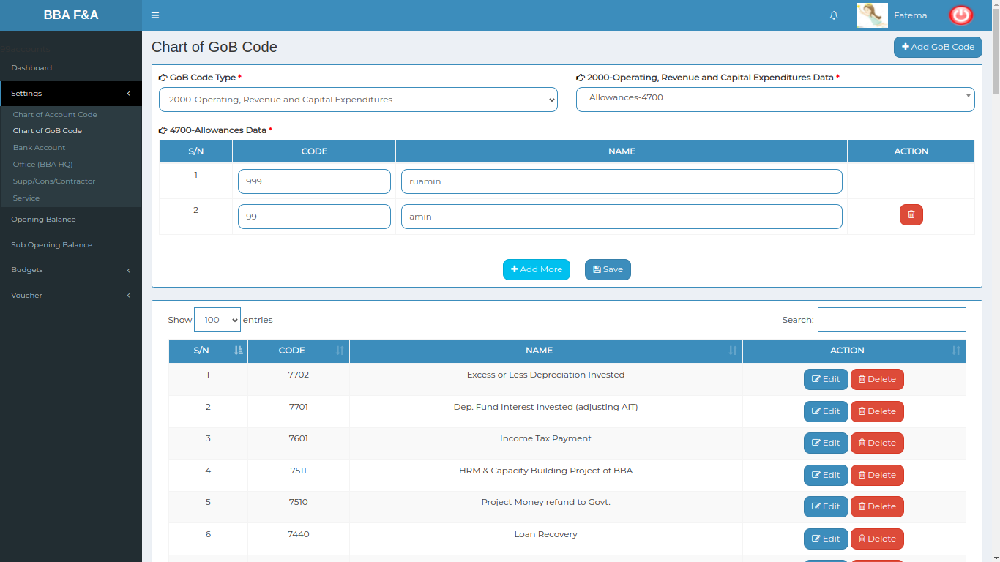 BBA F&A
Fatema
99Accounts
Dashboard
Settings
Chart of Account Code
Chart of GoB Code
Bank Account
Office (BBA HQ)
Supp/Cons/Contractor
Service
Opening Balance
Sub Opening Balance
Budgets
Voucher
Chart of GoB Code
Add GoB Code
GoB Code Type *
2000-Operating, Revenue and Capital Expenditures Data *
2000-Operating, Revenue and Capital Expenditures
Allowances-4700
4700-Allowances Data *
S/N CODE NAME ACTION
1 999 ruamin
2 99 amin
Add More Save
Show 100 entries Search:
S/N CODE NAME ACTION
1 7702 Excess or Less Depreciation Invested Edit Delete
2 7701 Dep. Fund Interest Invested (adjusting AIT) Edit Delete
3 7601 Income Tax Payment Edit Delete
4 7511 HRM & Capacity Building Project of BBA Edit Delete
5 7510 Project Money refund to Govt. Edit Delete
6 7440 Loan Recovery Edit Delete